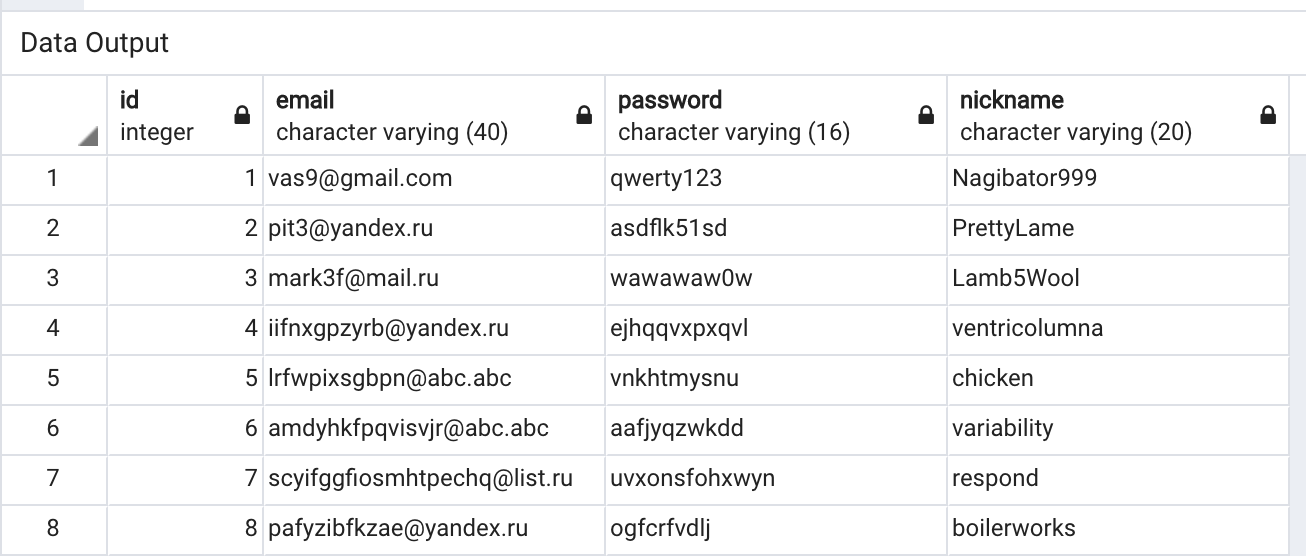 Data Output
id email password nickname
integer character varying (40) character varying (16) character varying (20)
1 1 vas9@gmail.com qwerty123 Nagibator999
2 2 pit3@yandex.ru asdflk51sd PrettyLame
3 3 mark3f@mail.ru wawawaw0w Lamb5Wool
4 4 iifnxgpzyrb@yandex.ru ejhqqvxpxqvl ventricolumna
5 5 lrfwpixsgbpn@abc.abc vnkhtmysnu chicken
6 6 amdyhkfpqvisvjr@abc.abc aafjyqzwkdd variability
7 7 scyifggfiosmhtpechq@list.ru uvxonsfohxwyn respond
8 8 pafyzibfkzae@yandex.ru ogfcrfvdlj boilerworks